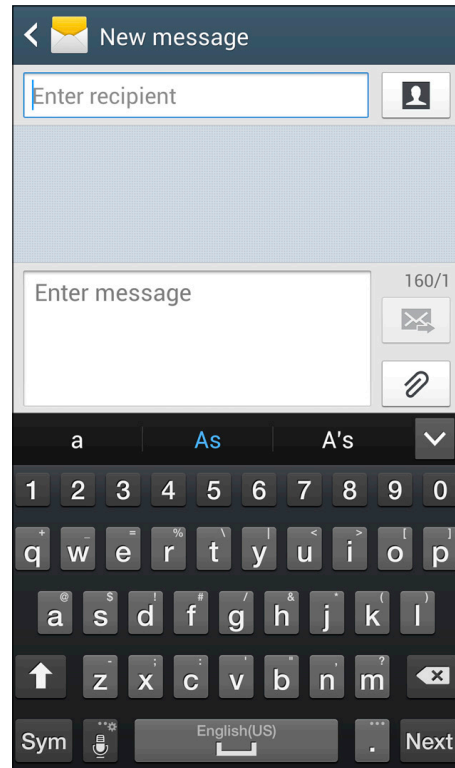 New message
Enter recipient
160/1
Enter message
a As A's
1 2 3 4 5 6 7 8 9 0
+ _ = % \ | < > [ ]
q w e r t y u i o p
@ $ ! # / & * ( )
a s d f g h j k l
- ; : ' " , ?
z x c v b n m
English(US)
Sym . Next